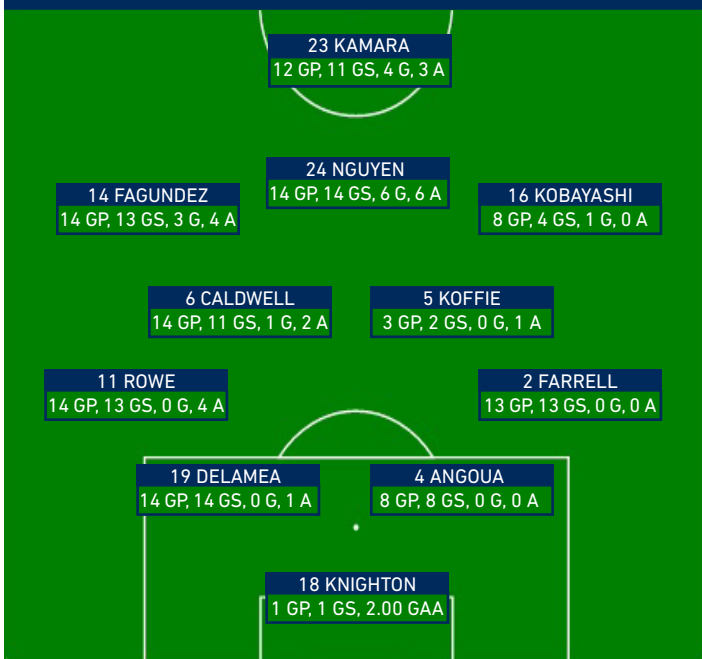 23 KAMARA
12 GP, 11 GS, 4 G, 3 A
24 NGUYEN
14 GP, 14 GS, 6 G, 6 A
14 FAGUNDEZ
14 GP, 13 GS, 3 G, 4 A
16 KOBAYASHI
8 GP, 4 GS, 1 G, 0 A
6 CALDWELL
14 GP, 11 GS, 1 G, 2 A
5 KOFFIE
3 GP, 2 GS, 0 G, 1 A
11 ROWE
14 GP, 13 GS, 0 G, 4 A
2 FARRELL
13 GP, 13 GS, 0 G, 0 A
19 DELAMEA
14 GP, 14 GS, 0 G, 1 A
4 ANGOUA
8 GP, 8 GS, 0 G, 0 A
18 KNIGHTON
1 GP, 1 GS, 2.00 GAA